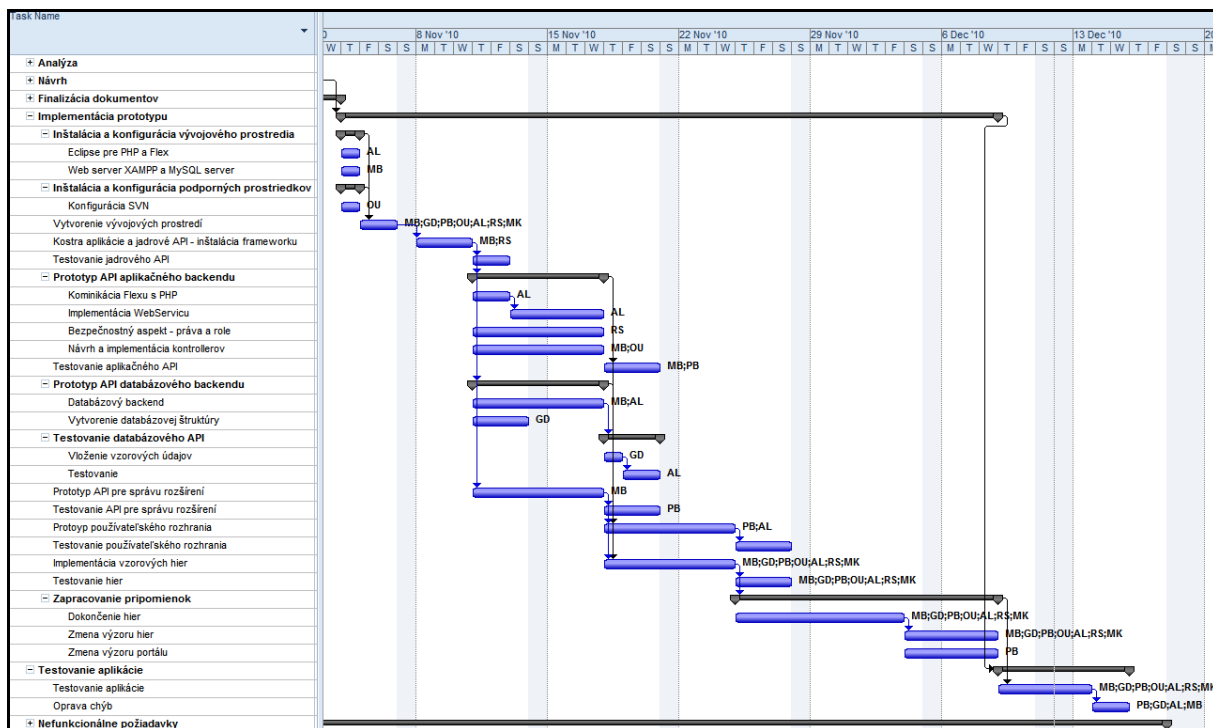 Task Name
0 8 Nov '10 15 Nov '10 22 Nov '10 29 Nov '10 6 Dec '10 13 Dec '10 20
W T F S S M T W T F S S M T W T F S S M T W T F S S M T W T F S S M T W T F S S M T W T F S S M
Analýza
Návrh
Finalizácia dokumentov
Implementácia prototypu
Inštalácia a konfigurácia vývojového prostredia
Eclipse pre PHP a Flex AL
Web server XAMPP a MySQL server MB
Inštalácia a konfigurácia podporných prostriedkov
Konfigurácia SVN OU
Vytvorenie vývojových prostredí MB;GD;PB;OU;AL;RS;MK
Kostra aplikácie a jadrové API - inštalácia frameworku MB;RS
Testovanie jadrového API
Prototyp API aplikačného backendu
Kominikácia Flexu s PHP AL
Implementácia WebServicu AL
Bezpečnostný aspekt - práva a role RS
Návrh a implementácia kontrollerov MB;OU
Testovanie aplikačného API MB;PB
Prototyp API databázového backendu
Databázový backend MB;AL
Vytvorenie databázovej štruktúry GD
Testovanie databázového API
Vloženie vzorových údajov GD
Testovanie AL
Prototyp API pre správu rozšírení MB
Testovanie API pre správu rozšírení PB
Protoyp používateľského rozhrania PB;AL
Testovanie používateľského rozhrania
Implementácia vzorových hier MB;GD;PB;OU;AL;RS;MK
Testovanie hier MB;GD;PB;OU;AL;RS;MK
Zapracovanie pripomienok
Dokončenie hier MB;GD;PB;OU;AL;RS;MK
Zmena výzoru hier MB;GD;PB;OU;AL;RS;MK
Zmena výzoru portálu PB
Testovanie aplikácie
Testovanie aplikácie MB;GD;PB;OU;AL;RS;MK
Oprava chýb PB;GD;AL;MB
Nefunkcionálne požiadavky